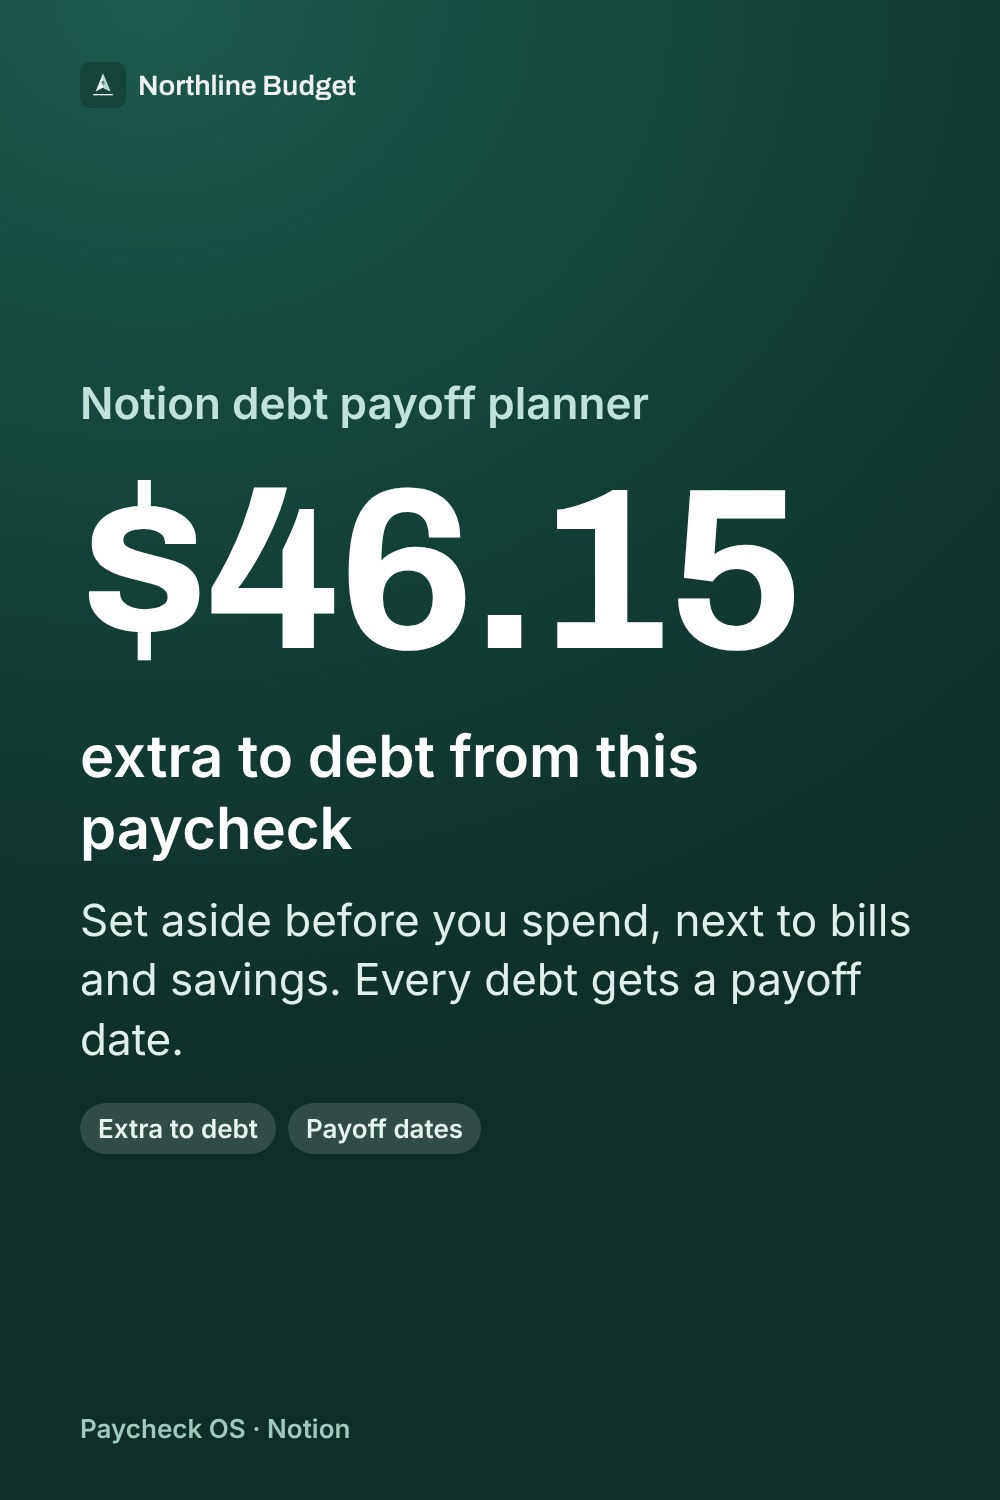 Northline Budget
Notion debt payoff planner
$46.15
extra to debt from this
paycheck
Set aside before you spend, next to bills
and savings. Every debt gets a payoff
date.
Extra to debt Payoff dates
Paycheck OS · Notion